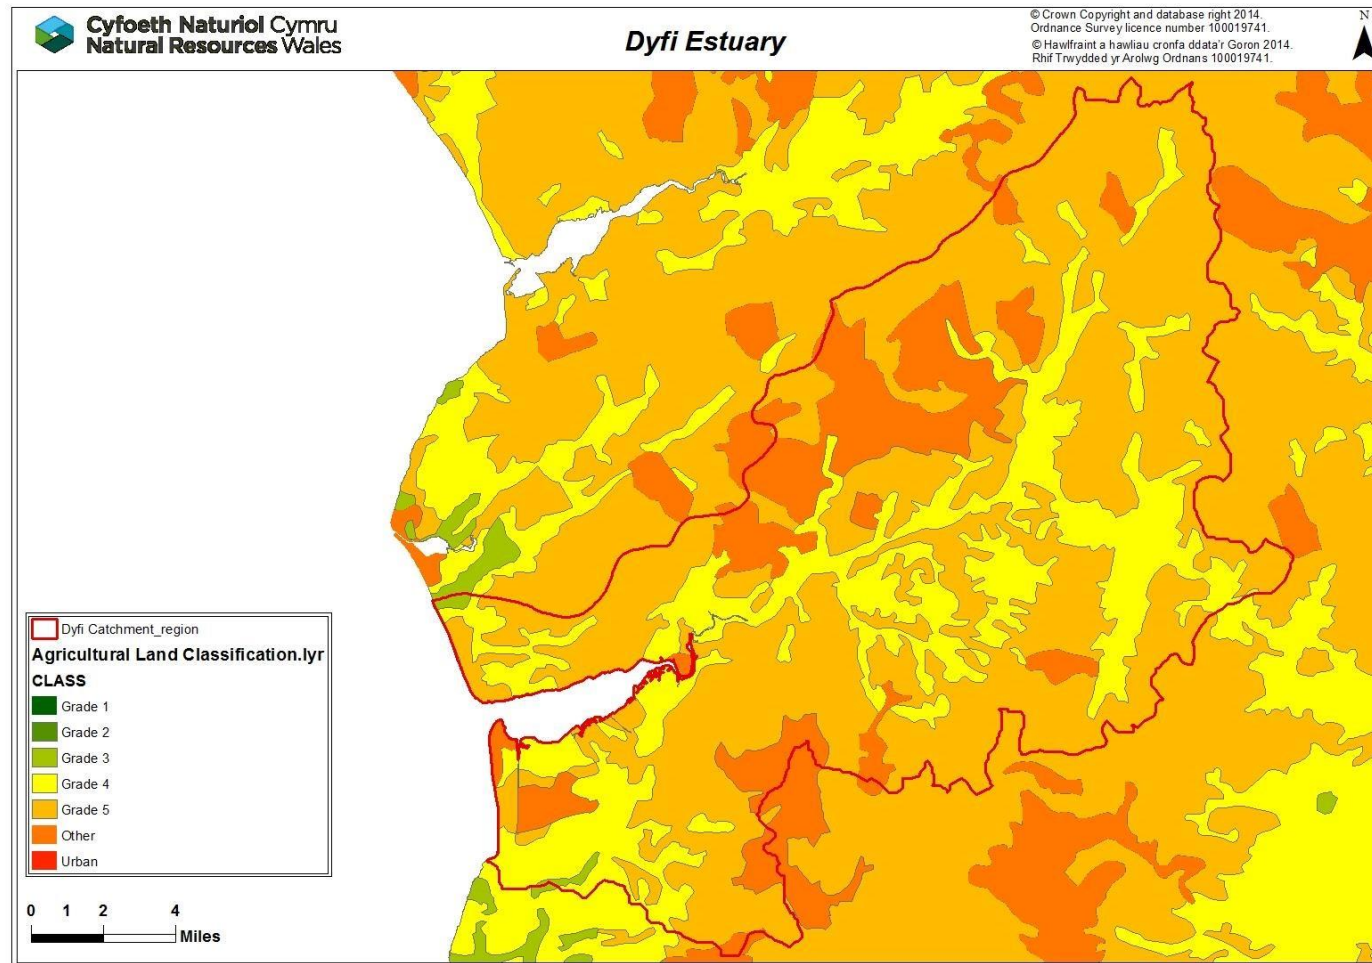 Cyfoeth Naturiol Cymru
Natural Resources Wales
Dyfi Estuary
© Crown Copyright and database right 2014.
Ordnance Survey licence number 100019741.
© Hawlfraint a hawliau cronfa ddata'r Goron 2014.
Rhif Trwydded yr Arolwg Ordnans 100019741.
N
Dyfi Catchment_region
Agricultural Land Classification.lyr
CLASS
Grade 1
Grade 2
Grade 3
Grade 4
Grade 5
Other
Urban
0 1 2 4
Miles